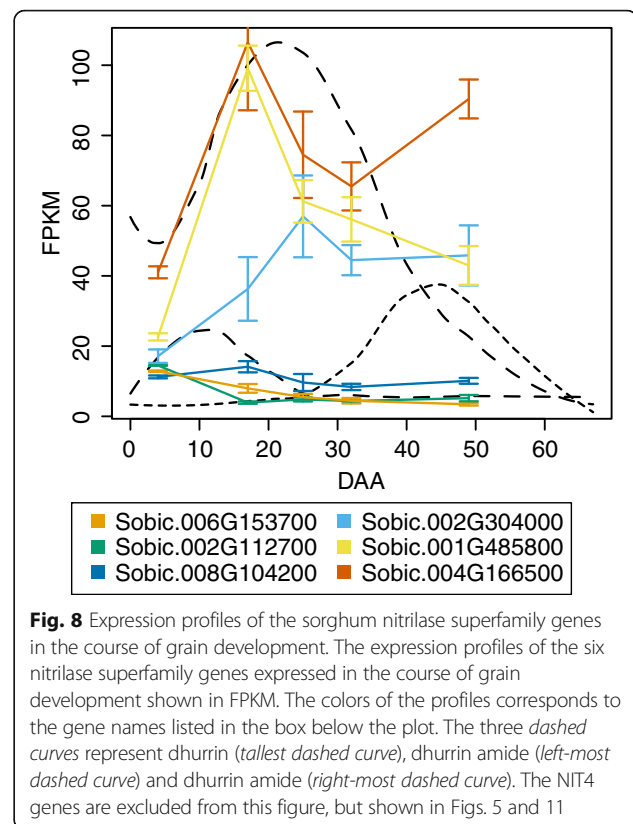 100
80
60
40
20
0
FPKM
0 10 20 30 40 50 60
DAA
Sobic.006G153700 Sobic.002G304000
Sobic.002G112700 Sobic.001G485800
Sobic.008G104200 Sobic.004G166500
Fig. 8 Expression profiles of the sorghum nitrilase superfamily genes
in the course of grain development. The expression profiles of the six
nitrilase superfamily genes expressed in the course of grain
development shown in FPKM. The colors of the profiles corresponds to
the gene names listed in the box below the plot. The three dashed
curves represent dhurrin (tallest dashed curve), dhurrin amide (left-most
dashed curve) and dhurrin amide (right-most dashed curve). The NIT4
genes are excluded from this figure, but shown in Figs. 5 and 11